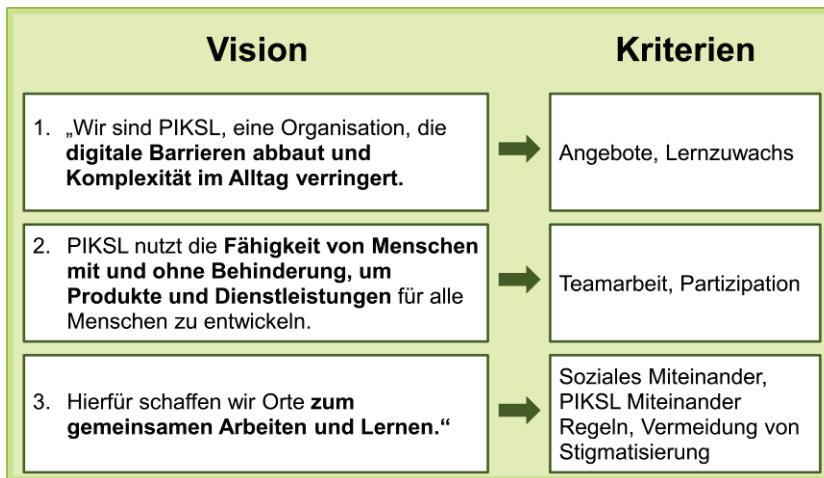 Vision
Kriterien
1. „Wir sind PIKSL, eine Organisation, die
digitale Barrieren abbaut und
Komplexität im Alltag verringert.
Angebote, Lernzuwachs
2. PIKSL nutzt die Fähigkeit von Menschen
mit und ohne Behinderung, um
Produkte und Dienstleistungen für alle
Menschen zu entwickeln.
Teamarbeit, Partizipation
3. Hierfür schaffen wir Orte zum
gemeinsamen Arbeiten und Lernen.“
Soziales Miteinander,
PIKSL Miteinander
Regeln, Vermeidung von
Stigmatisierung